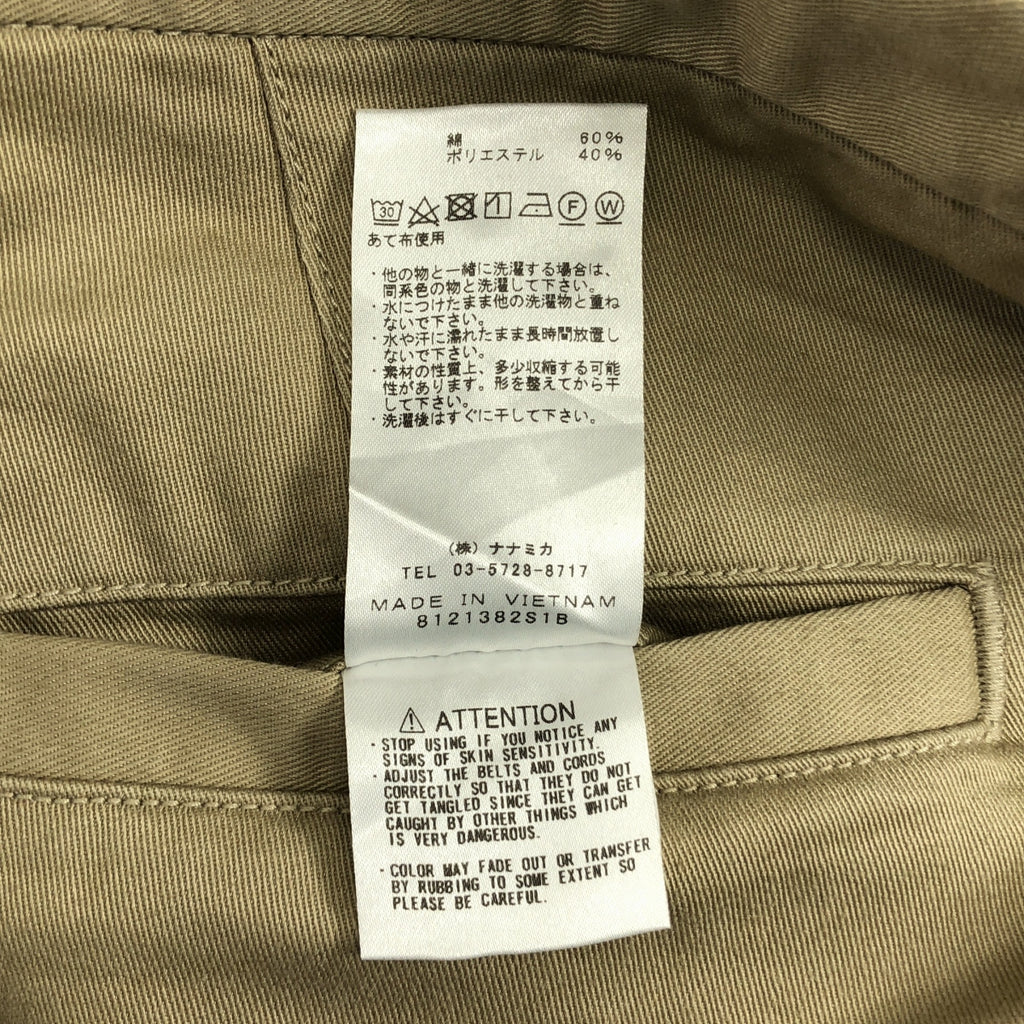 綿 60%
ポリエステル 40%
30 F W
あて布使用
・他の物と一緒に洗濯する場合は、
同系色の物と洗濯して下さい。
・水につけたまま他の洗濯物と重ね
ないで下さい。
・水や汗に濡れたまま長時間放置し
ないで下さい。
・素材の性質上、多少収縮する可能
性があります。形を整えてから干
して下さい。
・洗濯後はすぐに干して下さい。
(株)ナナミカ
TEL 03-5728-8717
MADE IN VIETNAM
8121382S1B
⚠ ATTENTION
・STOP USING IF YOU NOTICE ANY
SIGNS OF SKIN SENSITIVITY.
・ADJUST THE BELTS AND CORDS
CORRECTLY SO THAT THEY DO NOT
GET TANGLED SINCE THEY CAN GET
CAUGHT BY OTHER THINGS WHICH
IS VERY DANGEROUS.
・COLOR MAY FADE OUT OR TRANSFER
BY RUBBING TO SOME EXTENT SO
PLEASE BE CAREFUL.